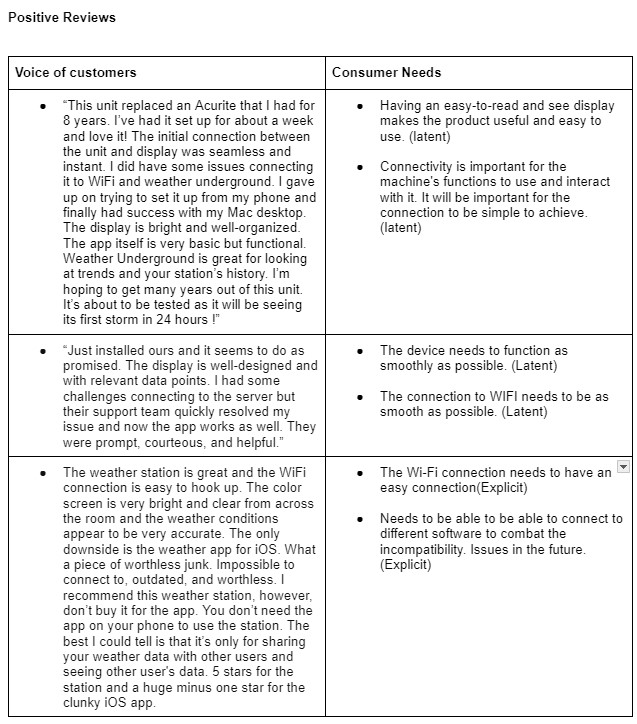 Positive Reviews
Voice of customers
Consumer Needs
● “This unit replaced an Acurite that I had for
8 years. I’ve had it set up for about a week
and love it! The initial connection between
the unit and display was seamless and
instant. I did have some issues connecting
it to WiFi and weather underground. I gave
up on trying to set it up from my phone and
finally had success with my Mac desktop.
The display is bright and well-organized.
The app itself is very basic but functional.
Weather Underground is great for looking
at trends and your station’s history. I’m
hoping to get many years out of this unit.
It’s about to be tested as it will be seeing
its first storm in 24 hours !”
● Having an easy-to-read and see display
makes the product useful and easy to
use. (latent)
● Connectivity is important for the
machine's functions to use and interact
with it. It will be important for the
connection to be simple to achieve.
(latent)
● “Just installed ours and it seems to do as
promised. The display is well-designed and
with relevant data points. I had some
challenges connecting to the server but
their support team quickly resolved my
issue and now the app works as well. They
were prompt, courteous, and helpful.”
● The device needs to function as
smoothly as possible. (Latent)
● The connection to WIFI needs to be as
smooth as possible. (Latent)
● The weather station is great and the WiFi
connection is easy to hook up. The color
screen is very bright and clear from across
the room and the weather conditions
appear to be very accurate. The only
downside is the weather app for iOS. What
a piece of worthless junk. Impossible to
connect to, outdated, and worthless. I
recommend this weather station, however,
don’t buy it for the app. You don’t need the
app on your phone to use the station. The
best I could tell is that it’s only for sharing
your weather data with other users and
seeing other user's data. 5 stars for the
station and a huge minus one star for the
clunky iOS app.
● The Wi-Fi connection needs to have an
easy connection(Explicit)
● Needs to be able to be able to connect to
different software to combat the
incompatibility. Issues in the future.
(Explicit)